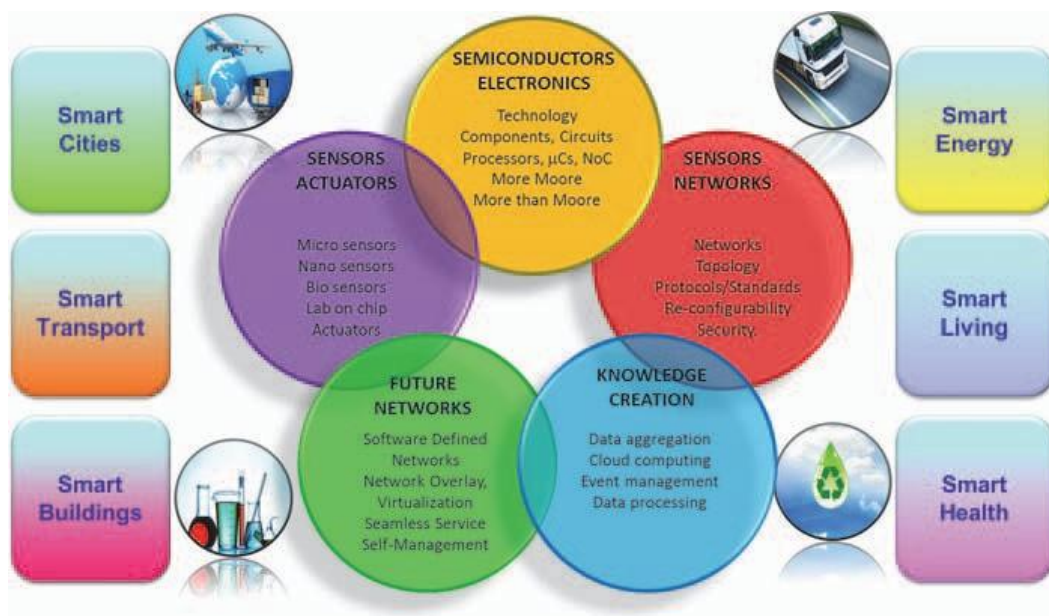 Smart
Cities
Smart
Transport
Smart
Buildings
SEMICONDUCTORS
ELECTRONICS
Technology
Components, Circuits
Processors, µCs, NoC
More Moore
More than Moore
SENSORS
ACTUATORS
Micro sensors
Nano sensors
Bio sensors
Lab on chip
Actuators
SENSORS
NETWORKS
Networks
Topology
Protocols/Standards
Re-configurability
Security.
FUTURE
NETWORKS
Software Defined
Networks
Network Overlay,
Virtualization
Seamless Service
Self-Management
KNOWLEDGE
CREATION
Data aggregation
Cloud computing
Event management
Data processing
Smart
Energy
Smart
Living
Smart
Health